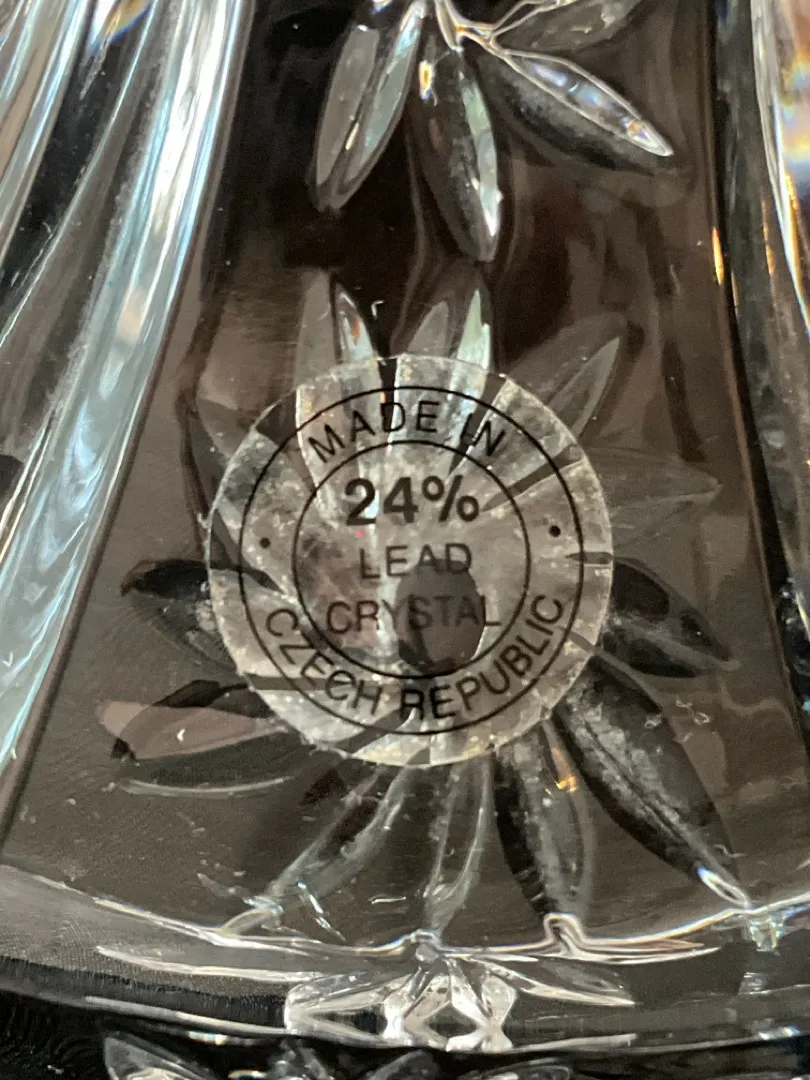 MADE IN
24%
LEAD
CRYSTAL
CZECH REPUBLIC